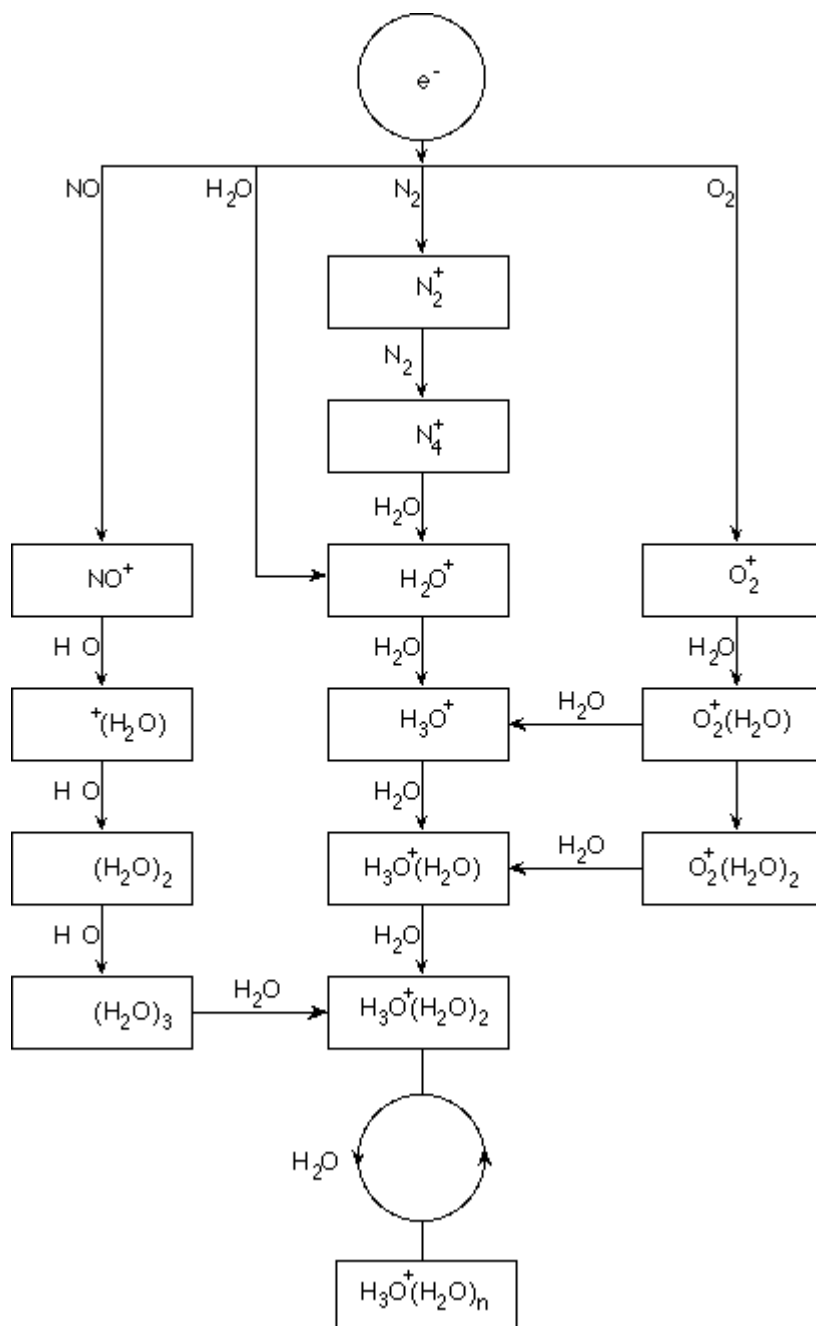 e⁻
NO H₂O N₂ O₂
N₂⁺
N₂
N₄⁺
H₂O
NO⁺ H₂O⁺ O₂⁺
H O H₂O H₂O
⁺(H₂O) H₃O⁺ H₂O O₂⁺(H₂O)
H O H₂O
(H₂O)₂ H₃O⁺(H₂O) H₂O O₂⁺(H₂O)₂
H O H₂O
(H₂O)₃ H₂O H₃O⁺(H₂O)₂
H₂O
H₃O⁺(H₂O)ₙ